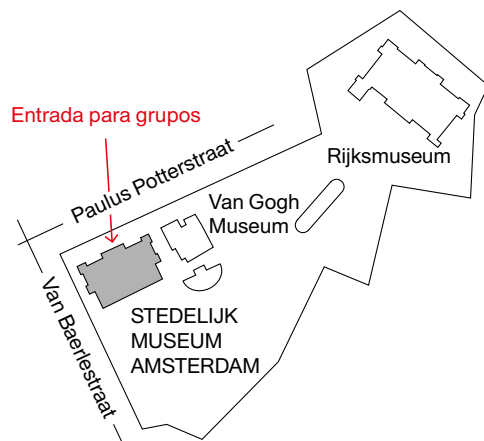 Entrada para grupos
Paulus Potterstraat
Rijksmuseum
Van Gogh
Museum
STEDELIJK
MUSEUM
AMSTERDAM
Van Baerlestraat